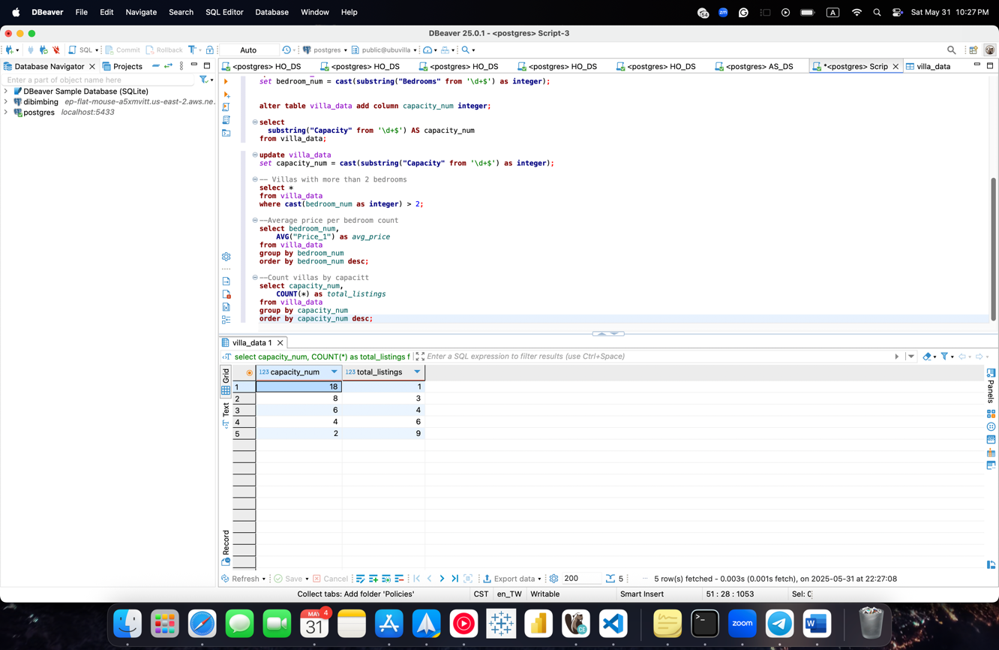 DBeaver File Edit Navigate Search SQL Editor Database Window Help
54 zm A Sat May 31 10:27 PM
DBeaver 25.0.1 - <postgres> Script-3
SQL Commit Rollback T Auto postgres public@ubuvilla
Database Navigator Projects
Enter a part of object name here
DBeaver Sample Database (SQLite)
dibimbing ep-flat-mouse-a5xmvitt.us-east-2.aws.ne
postgres localhost:5433
<postgres> HO_DS <postgres> HO_DS <postgres> HO_DS <postgres> HO_DS <postgres> HO_DS <postgres> AS_DS *<postgres> Scrip villa_data
set bedroom_num = cast(substring("Bedrooms" from '\d+$') as integer);
alter table villa_data add column capacity_num integer;
select
substring("Capacity" from '\d+$') AS capacity_num
from villa_data;
update villa_data
set capacity_num = cast(substring("Capacity" from '\d+$') as integer);
-- Villas with more than 2 bedrooms
select *
from villa_data
where cast(bedroom_num as integer) > 2;
--Average price per bedroom count
select bedroom_num,
AVG("Price_1") as avg_price
from villa_data
group by bedroom_num
order by bedroom_num desc;
--Count villas by capacitt
select capacity_num,
COUNT(*) as total_listings
from villa_data
group by capacity_num
order by capacity_num desc;
villa_data 1
select capacity_num, COUNT(*) as total_listings f Enter a SQL expression to filter results (use Ctrl+Space)
Grid
Text
Record
Panels
123 capacity_num 123 total_listings
1 18 1
2 8 3
3 6 4
4 4 6
5 2 9
Refresh Save Cancel Export data 200 5 ... 5 row(s) fetched - 0.003s (0.001s fetch), on 2025-05-31 at 22:27:08
Collect tabs: Add folder 'Policies' CST en_TW Writable Smart Insert 51 : 28 : 1053 Sel: 0
MAY 4
31
CE
zoom
W